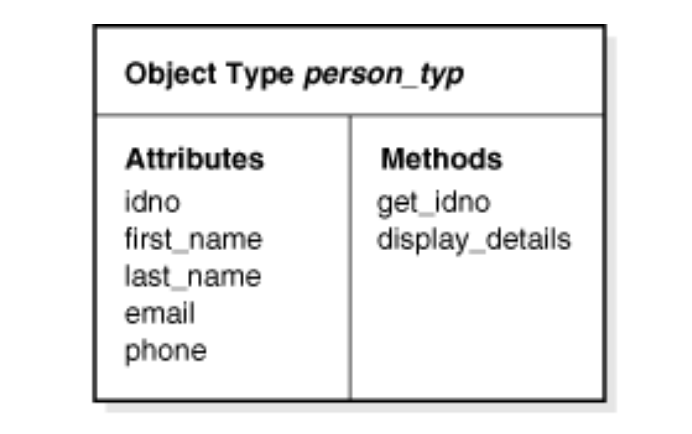 Object Type person_typ
Attributes
idno
first_name
last_name
email
phone
Methods
get_idno
display_details